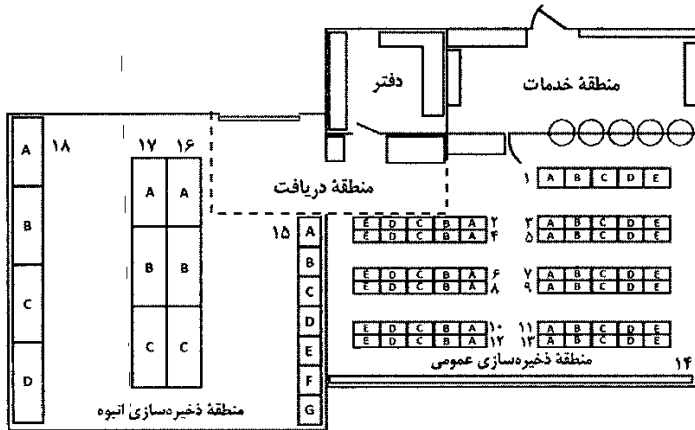 دفتر
منطقهٔ خدمات
۱۸
A
B
C
D
۱۷ ۱۶
A A
B B
C C
منطقهٔ دریافت
۱۵
A
B
C
D
E
F
G
۱ A B C D E
E D C B A ۲
E D C B A ۴
۳ A B C D E
۵ A B C D E
E D C B A ۶
E D C B A ۸
۷ A B C D E
۹ A B C D E
E D C B A ۱۰
E D C B A ۱۲
۱۱ A B C D E
۱۳ A B C D E
منطقهٔ ذخیره‌سازی عمومی
۱۴
منطقهٔ ذخیره‌سازی انبوه